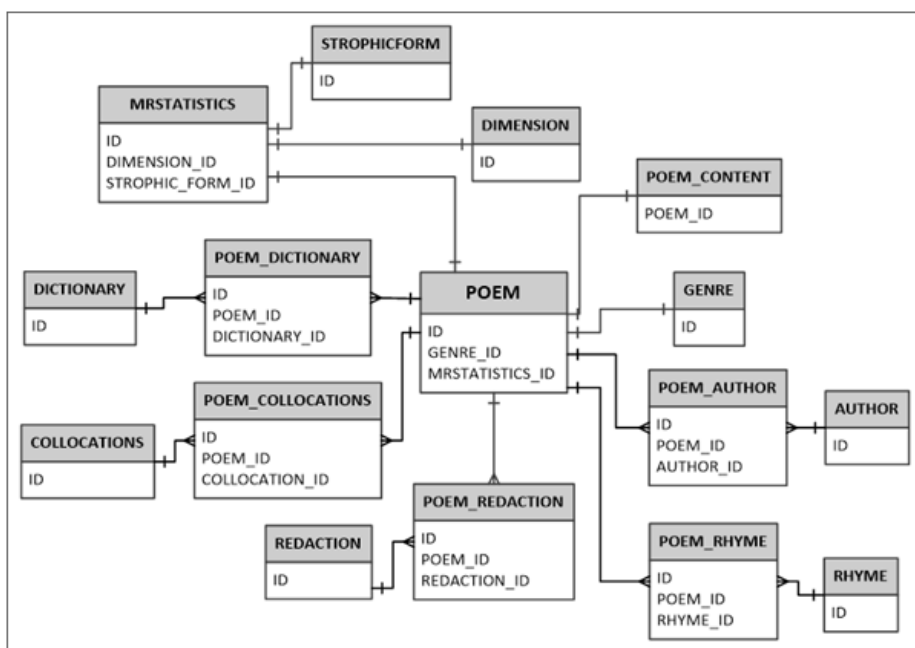 STROPHICFORM
ID
MRSTATISTICS
ID
DIMENSION_ID
STROPHIC_FORM_ID
DIMENSION
ID
POEM_CONTENT
POEM_ID
POEM_DICTIONARY
ID
POEM_ID
DICTIONARY_ID
DICTIONARY
ID
POEM
ID
GENRE_ID
MRSTATISTICS_ID
GENRE
ID
POEM_COLLOCATIONS
ID
POEM_ID
COLLOCATION_ID
COLLOCATIONS
ID
POEM_AUTHOR
ID
POEM_ID
AUTHOR_ID
AUTHOR
ID
POEM_REDACTION
ID
POEM_ID
REDACTION_ID
REDACTION
ID
POEM_RHYME
ID
POEM_ID
RHYME_ID
RHYME
ID